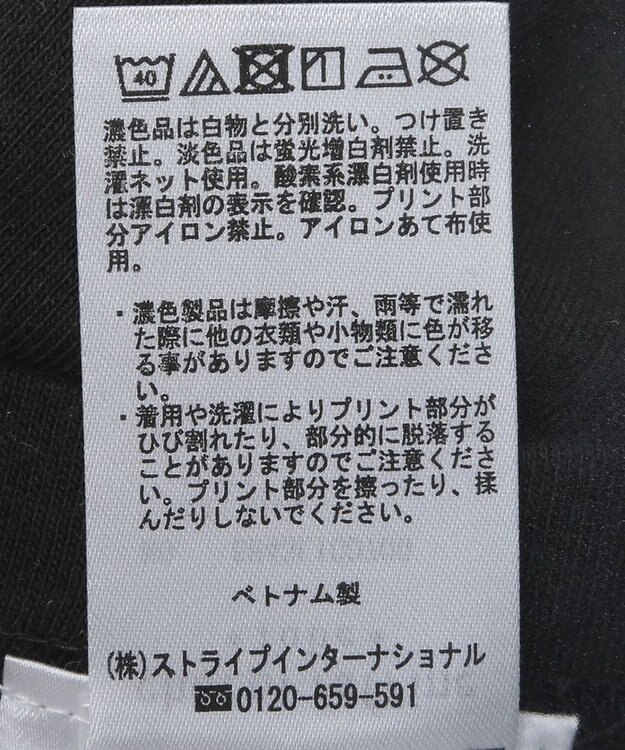 40
濃色品は白物と分別洗い。つけ置き
禁止。淡色品は蛍光増白剤禁止。洗
濯ネット使用。酸素系漂白剤使用時
は漂白剤の表示を確認。プリント部
分アイロン禁止。アイロンあて布使
用。
・濃色製品は摩擦や汗、雨等で濡れ
た際に他の衣類や小物類に色が移
る事がありますのでご注意くださ
い。
・着用や洗濯によりプリント部分が
ひび割れたり、部分的に脱落する
ことがありますのでご注意くださ
い。プリント部分を擦ったり、揉
んだりしないでください。
ベトナム製
(株)ストライプインターナショナル
0120-659-591